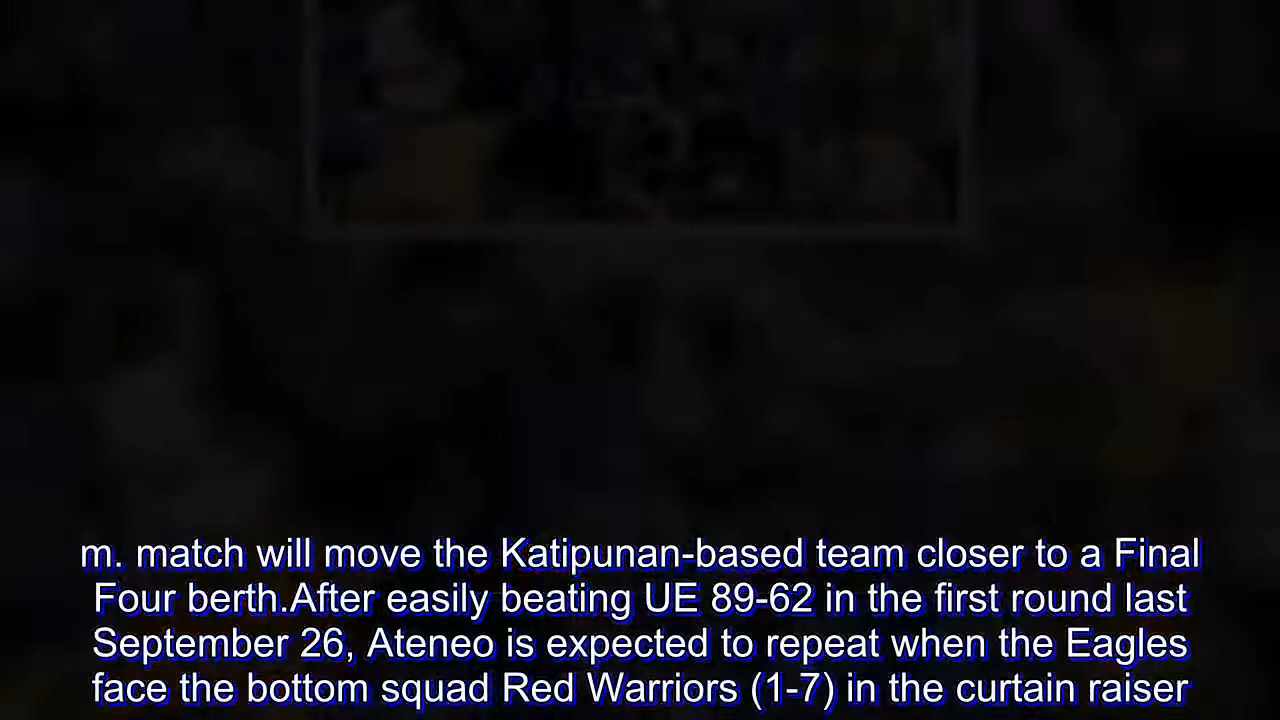 m. match will move the Katipunan-based team closer to a Final
Four berth.After easily beating UE 89-62 in the first round last
September 26, Ateneo is expected to repeat when the Eagles
face the bottom squad Red Warriors (1-7) in the curtain raiser